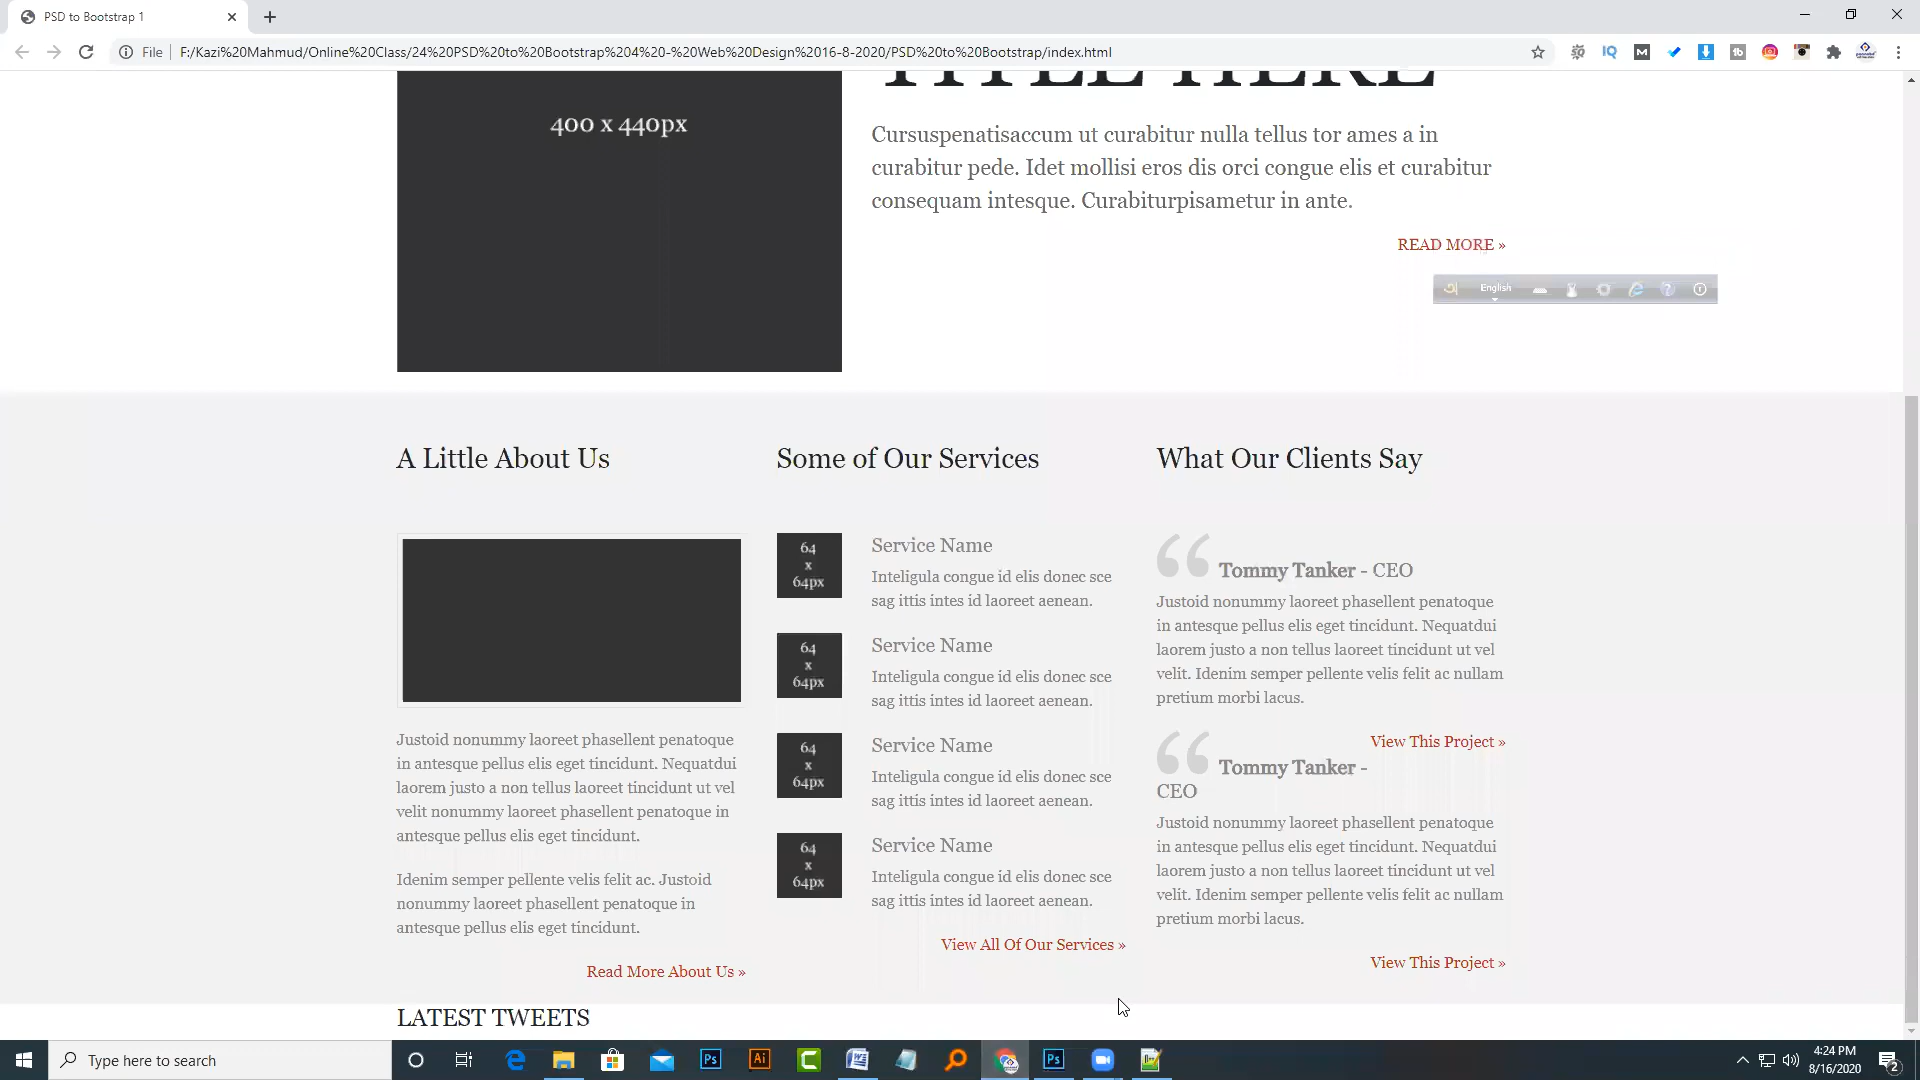 PSD to Bootstrap 1
File
F:/Kazi%20Mahmud/Online%20Class/24%20PSD%20to%20Bootstrap%204%20-%20Web%20Design%2016-8-2020/PSD%20to%20Bootstrap/index.html
TITLE HERE
400 x 440px
Cursuspenatisaccum ut curabitur nulla tellus tor ames a in
curabitur pede. Idet mollisi eros dis orci congue elis et curabitur
consequam intesque. Curabiturpisametur in ante.
READ MORE »
English
A Little About Us
Justoid nonummy laoreet phasellent penatoque
in antesque pellus elis eget tincidunt. Nequatdui
laorem justo a non tellus laoreet tincidunt ut vel
velit nonummy laoreet phasellent penatoque in
antesque pellus elis eget tincidunt.
Idenim semper pellente velis felit ac. Justoid
nonummy laoreet phasellent penatoque in
antesque pellus elis eget tincidunt.
Read More About Us »
Some of Our Services
64
x
64px
Service Name
Inteligula congue id elis donec sce
sag ittis intes id laoreet aenean.
64
x
64px
Service Name
Inteligula congue id elis donec sce
sag ittis intes id laoreet aenean.
64
x
64px
Service Name
Inteligula congue id elis donec sce
sag ittis intes id laoreet aenean.
64
x
64px
Service Name
Inteligula congue id elis donec sce
sag ittis intes id laoreet aenean.
View All Of Our Services »
What Our Clients Say
Tommy Tanker - CEO
Justoid nonummy laoreet phasellent penatoque
in antesque pellus elis eget tincidunt. Nequatdui
laorem justo a non tellus laoreet tincidunt ut vel
velit. Idenim semper pellente velis felit ac nullam
pretium morbi lacus.
View This Project »
Tommy Tanker -
CEO
Justoid nonummy laoreet phasellent penatoque
in antesque pellus elis eget tincidunt. Nequatdui
laorem justo a non tellus laoreet tincidunt ut vel
velit. Idenim semper pellente velis felit ac nullam
pretium morbi lacus.
View This Project »
LATEST TWEETS
Type here to search
4:24 PM
8/16/2020
2